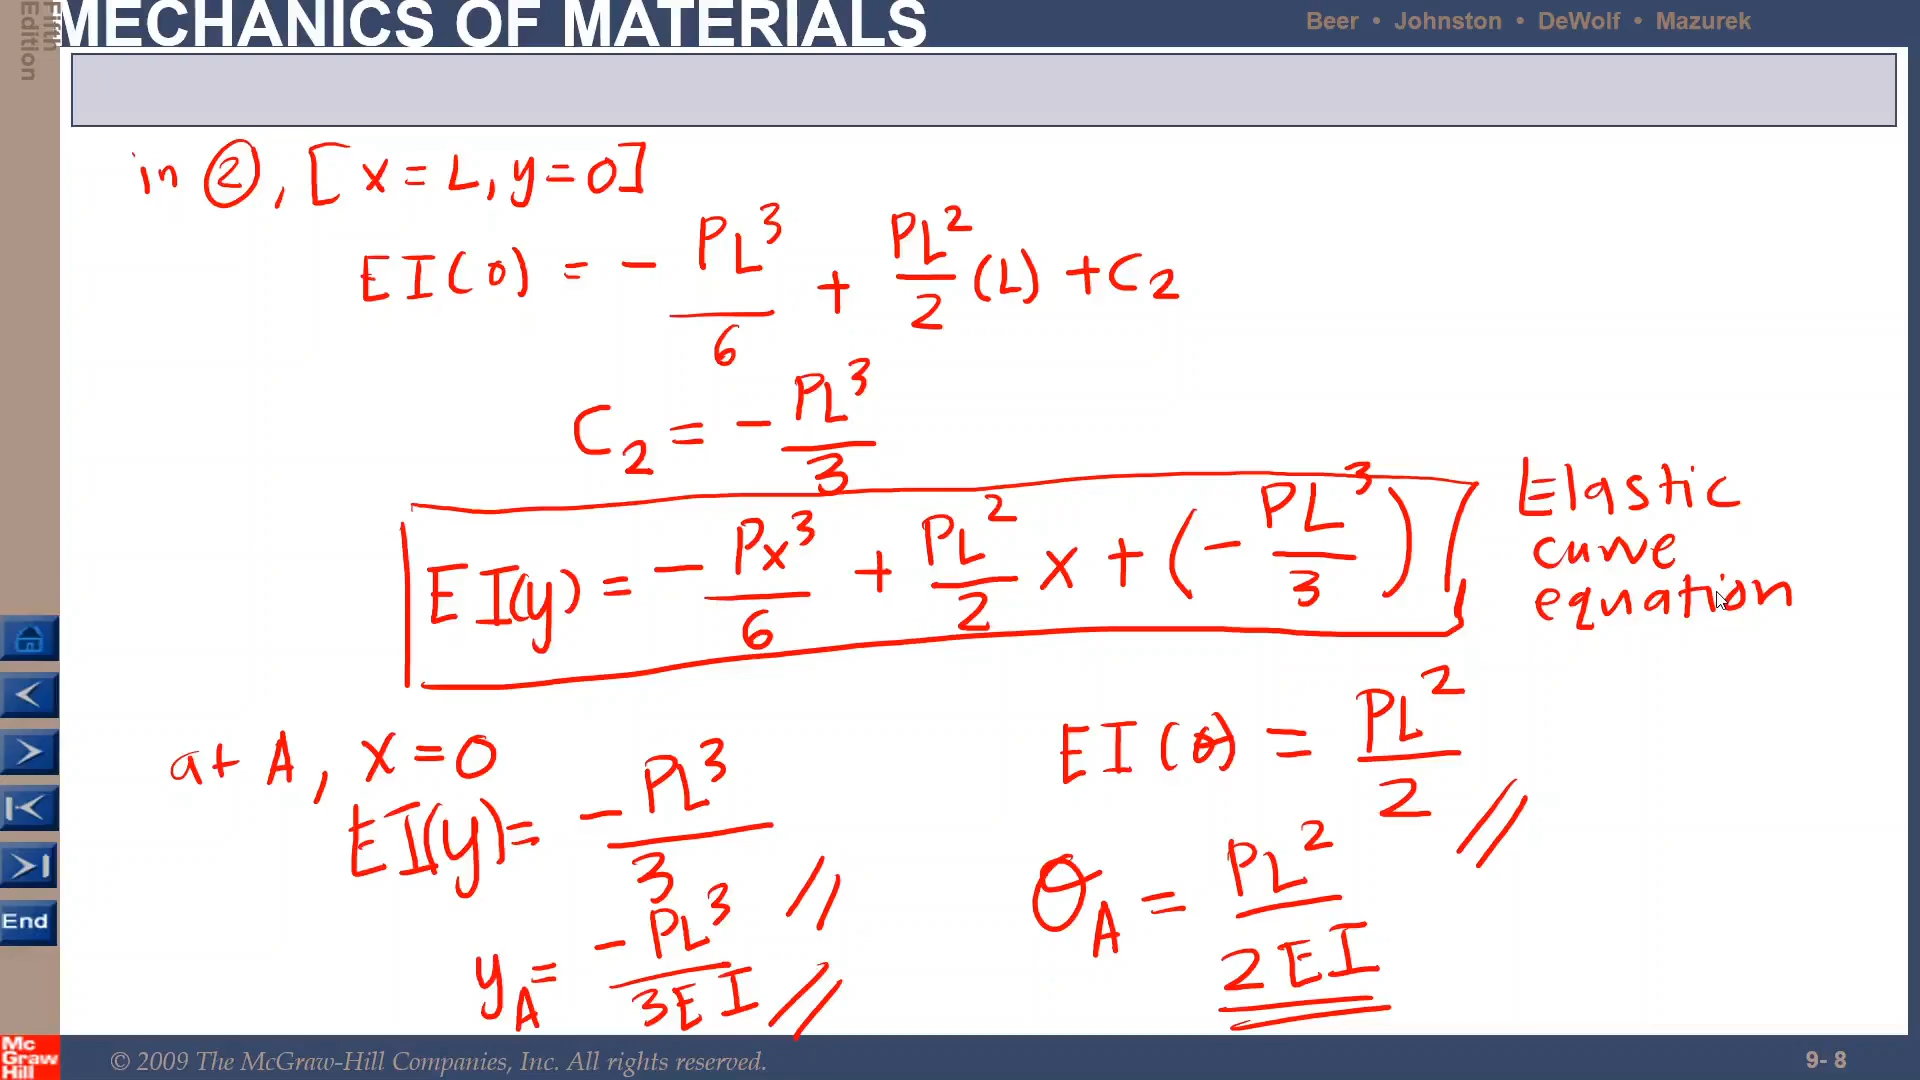 Fifth
Edition
MECHANICS OF MATERIALS
Beer • Johnston • DeWolf • Mazurek
in ②, [x = L, y = 0]
EI(0) = - PL³/6 + PL²/2 (L) + C₂
C₂ = - PL³/3
EI(y) = - Px³/6 + PL²/2 x + (- PL³/3)
Elastic
curve
equation
at A, x = 0
EI(y) = -PL³/3
y_A = -PL³/3EI
EI(θ) = PL²/2
θ_A = PL²/2EI
End
Mc
Graw
Hill
© 2009 The McGraw-Hill Companies, Inc. All rights reserved.
9- 8